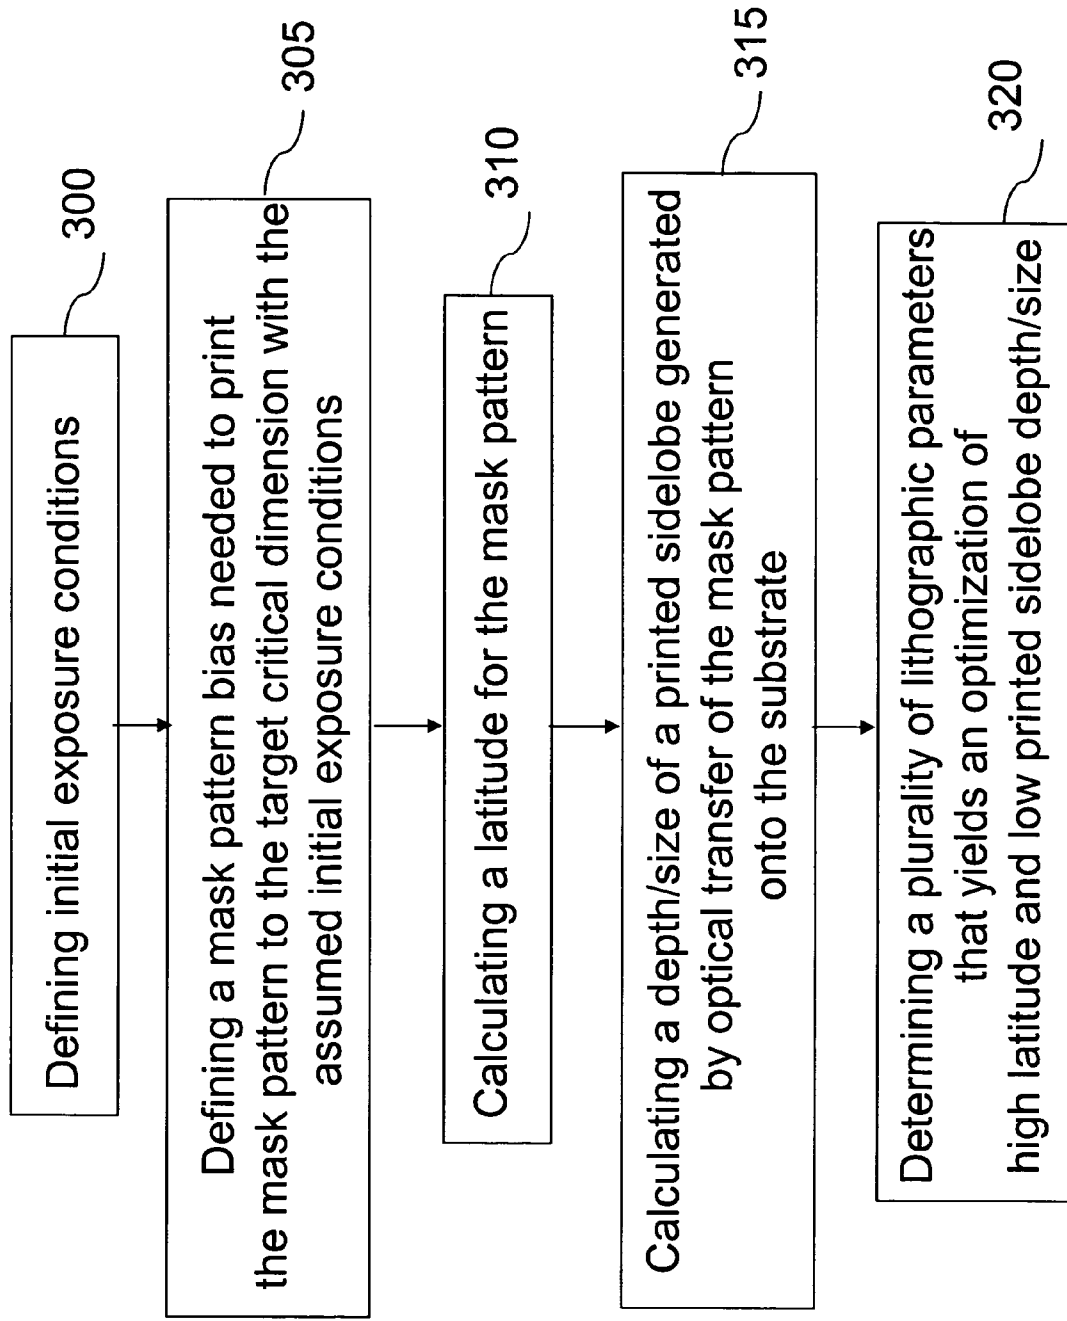 Defining initial exposure conditions
300
Defining a mask pattern bias needed to print
the mask pattern to the target critical dimension with the
assumed initial exposure conditions
305
Calculating a latitude for the mask pattern
310
Calculating a depth/size of a printed sidelobe generated
by optical transfer of the mask pattern
onto the substrate
315
Determining a plurality of lithographic parameters
that yields an optimization of
high latitude and low printed sidelobe depth/size
320